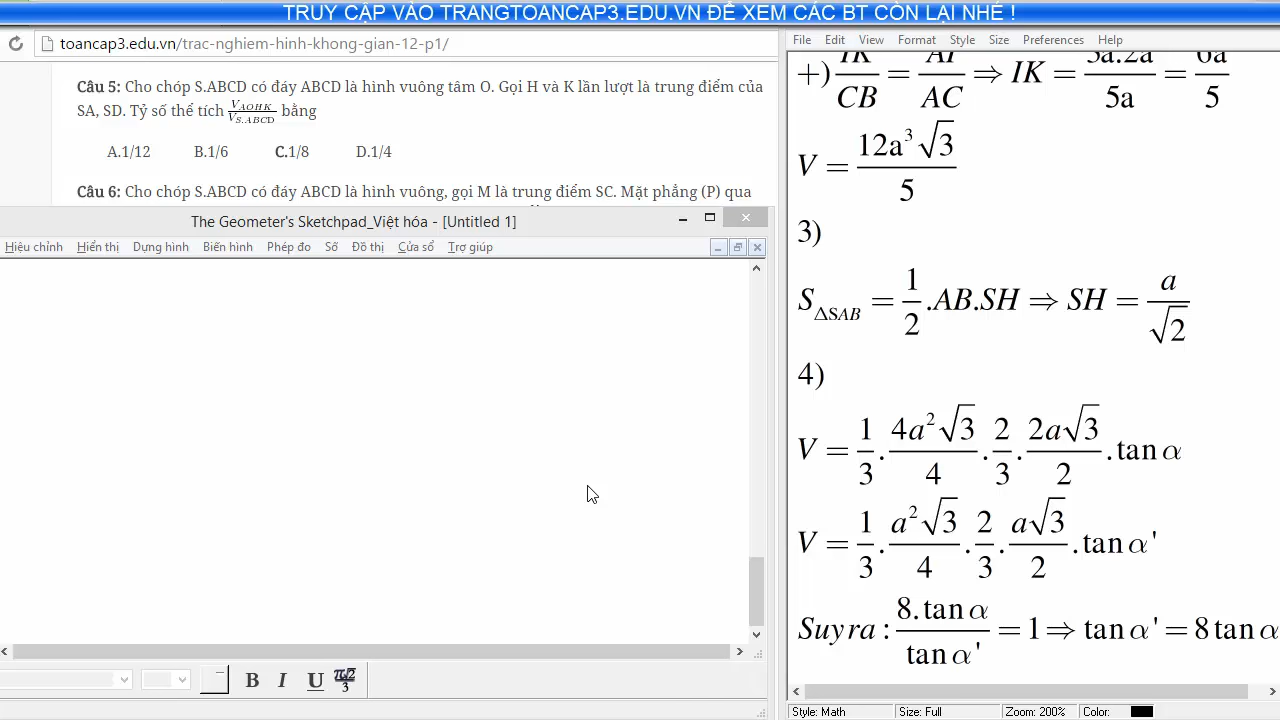 TRUY CẬP VÀO TRANGTOANCAP3.EDU.VN ĐỂ XEM CÁC BT CÒN LẠI NHÉ !
toancap3.edu.vn/trac-nghiem-hinh-khong-gian-12-p1/
Câu 5: Cho chóp S.ABCD có đáy ABCD là hình vuông tâm O. Gọi H và K lần lượt là trung điểm của
SA, SD. Tỷ số thể tích V_AOHK/V_S.ABCD bằng
A.1/12 B.1/6 C.1/8 D.1/4
Câu 6: Cho chóp S.ABCD có đáy ABCD là hình vuông, gọi M là trung điểm SC. Mặt phẳng (P) qua
The Geometer's Sketchpad_Việt hóa - [Untitled 1]
Hiệu chỉnh Hiển thị Dựng hình Biến hình Phép đo Số Đồ thị Cửa sổ Trợ giúp
B I U π√2/3
File Edit View Format Style Size Preferences Help
+) IK/CB = AI/AC ⇒ IK = 3a.2a/5a = 6a/5
V = 12a³√3/5
3)
S_ΔSAB = 1/2 .AB.SH ⇒ SH = a/√2
4)
V = 1/3 . 4a²√3/4 . 2/3 . 2a√3/2 .tan α
V = 1/3 . a²√3/4 . 2/3 . a√3/2 .tan α'
Suy ra : 8.tan α/tan α' = 1 ⇒ tan α' = 8 tan α
Style: Math Size: Full Zoom: 200% Color: